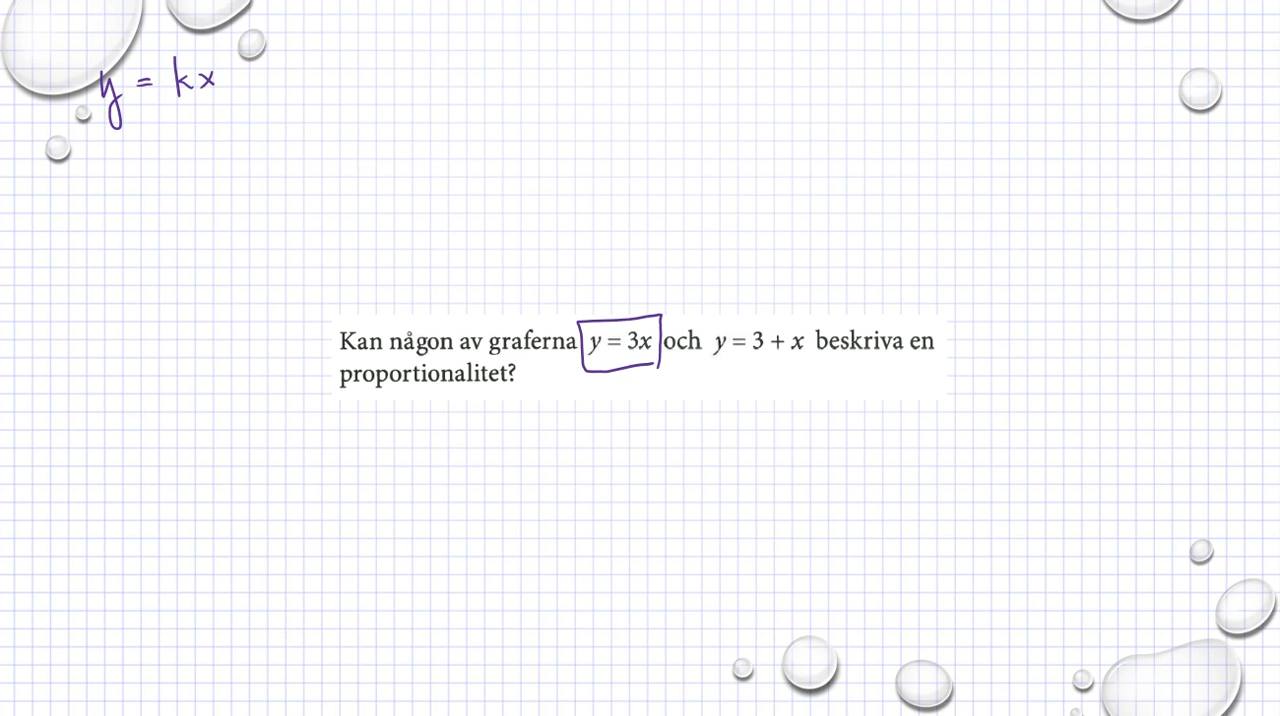 y = kx
Kan någon av graferna y = 3x och y = 3 + x beskriva en
proportionalitet?